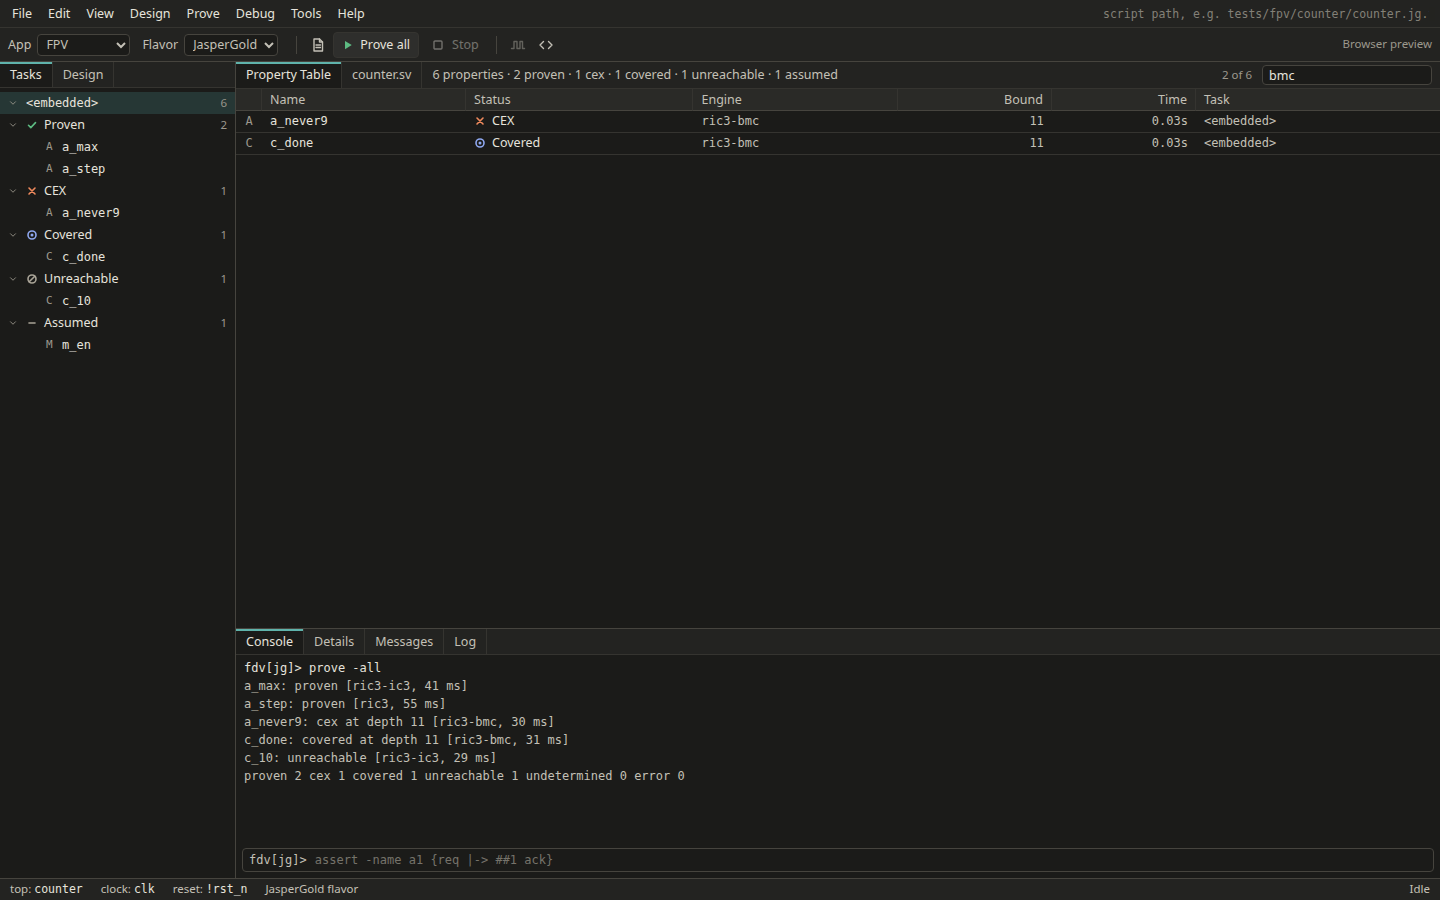 File Edit View Design Prove Debug Tools Help script path, e.g. tests/fpv/counter/counter.jg.
App FPV Flavor JasperGold Prove all Stop Browser preview
Tasks Design Property Table counter.sv 6 properties · 2 proven · 1 cex · 1 covered · 1 unreachable · 1 assumed 2 of 6 bmc
<embedded> 6
Proven 2
A a_max
A a_step
CEX 1
A a_never9
Covered 1
C c_done
Unreachable 1
C c_10
Assumed 1
M m_en
Name Status Engine Bound Time Task
A a_never9 CEX ric3-bmc 11 0.03s <embedded>
C c_done Covered ric3-bmc 11 0.03s <embedded>
Console Details Messages Log
fdv[jg]> prove -all
a_max: proven [ric3-ic3, 41 ms]
a_step: proven [ric3, 55 ms]
a_never9: cex at depth 11 [ric3-bmc, 30 ms]
c_done: covered at depth 11 [ric3-bmc, 31 ms]
c_10: unreachable [ric3-ic3, 29 ms]
proven 2 cex 1 covered 1 unreachable 1 undetermined 0 error 0
fdv[jg]> assert -name a1 {req |-> ##1 ack}
top: counter clock: clk reset: !rst_n JasperGold flavor Idle